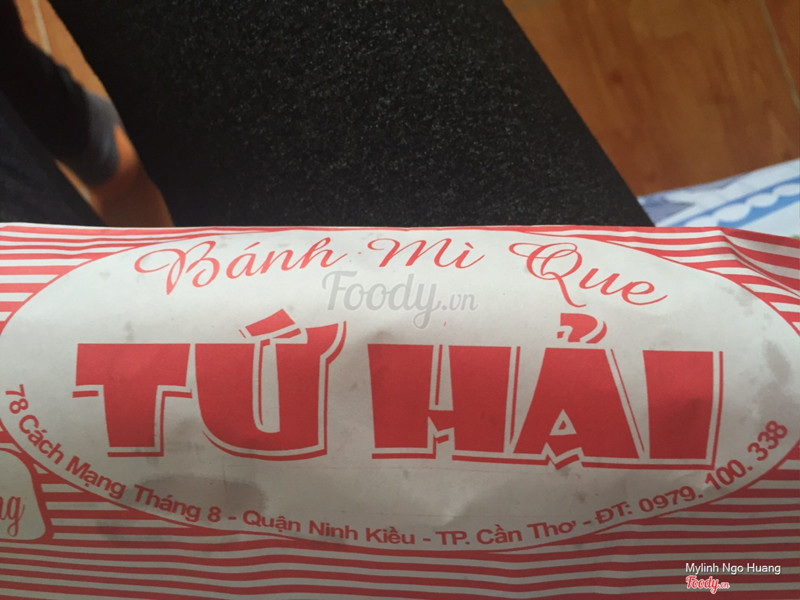 Bánh Mì Que
Foody.vn
TỨ HẢI
78 Cách Mạng Tháng 8 - Quận Ninh Kiều - TP. Cần Thơ - ĐT: 0979. 100. 338
Mylinh Ngo Huang
Foody.vn